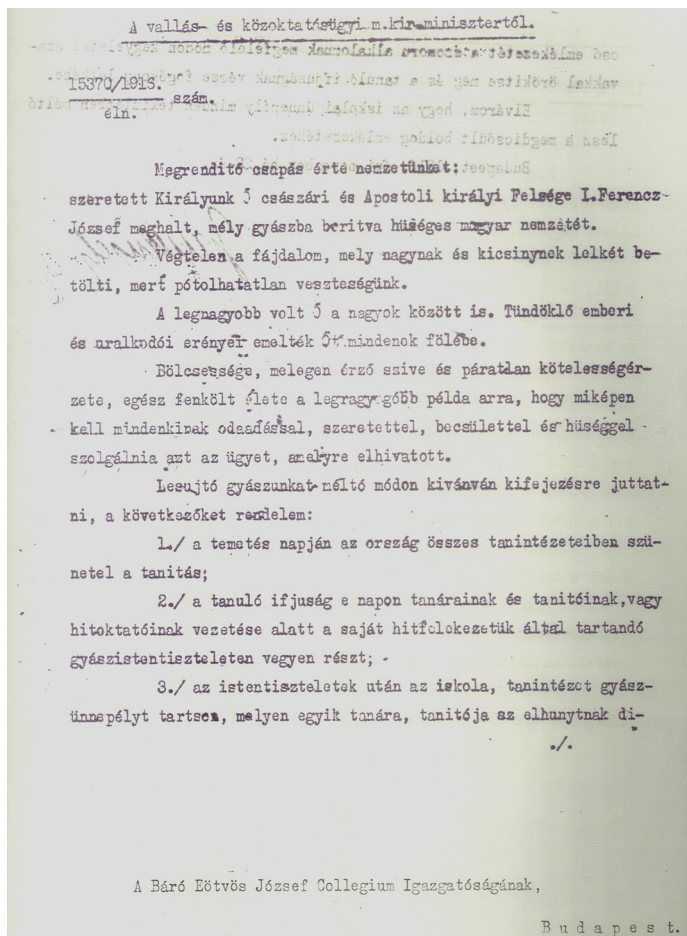 A vallás- és közoktatásügyi m.kir.minisztertől.
15370/1916. szám.
eln.
Megrenditő csapás érte nemzetünket:
szeretett Királyunk Ő császári és Apostoli királyi Felsége I.Ferencz-
József meghalt, mély gyászba boritva hüséges magyar nemzetét.
Végtelen a fájdalom, mely nagynak és kicsinynek lelkét be-
tölti, mert pótolhatatlan veszteségünk.
A legnagyobb volt Ő a nagyok között is. Tündöklő emberi
és uralkodói erényei emelték Őt mindenek fölébe.
Bölcsessége, melegen érző szive és páratlan kötelességér-
zete, egész fenkölt élete a legragyogóbb példa arra, hogy miképen
kell mindenkinak odaadással, szeretettel, becsülettel és hüséggel
szolgálnia azt az ügyet, amelyre elhivatott.
Lesujtó gyászunkat méltó módon kivánván kifejezésre juttat-
ni, a következőket rendelem:
1./ a temetés napján az ország összes tanintézeteiben szü-
netel a tanitás;
2./ a tanuló ifjuság e napon tanárainak és tanitóinak,vagy
hitoktatóinak vezetése alatt a saját hitfelekezetük által tartandó
gyászistentiszteleten vegyen részt;
3./ az istentiszteletek után az iskola, tanintézet gyász-
ünnepélyt tartson, melyen egyik tanára, tanitója az elhunytnak di-
./.
A Báró Eötvös József Collegium Igazgatóságának,
Budapest.